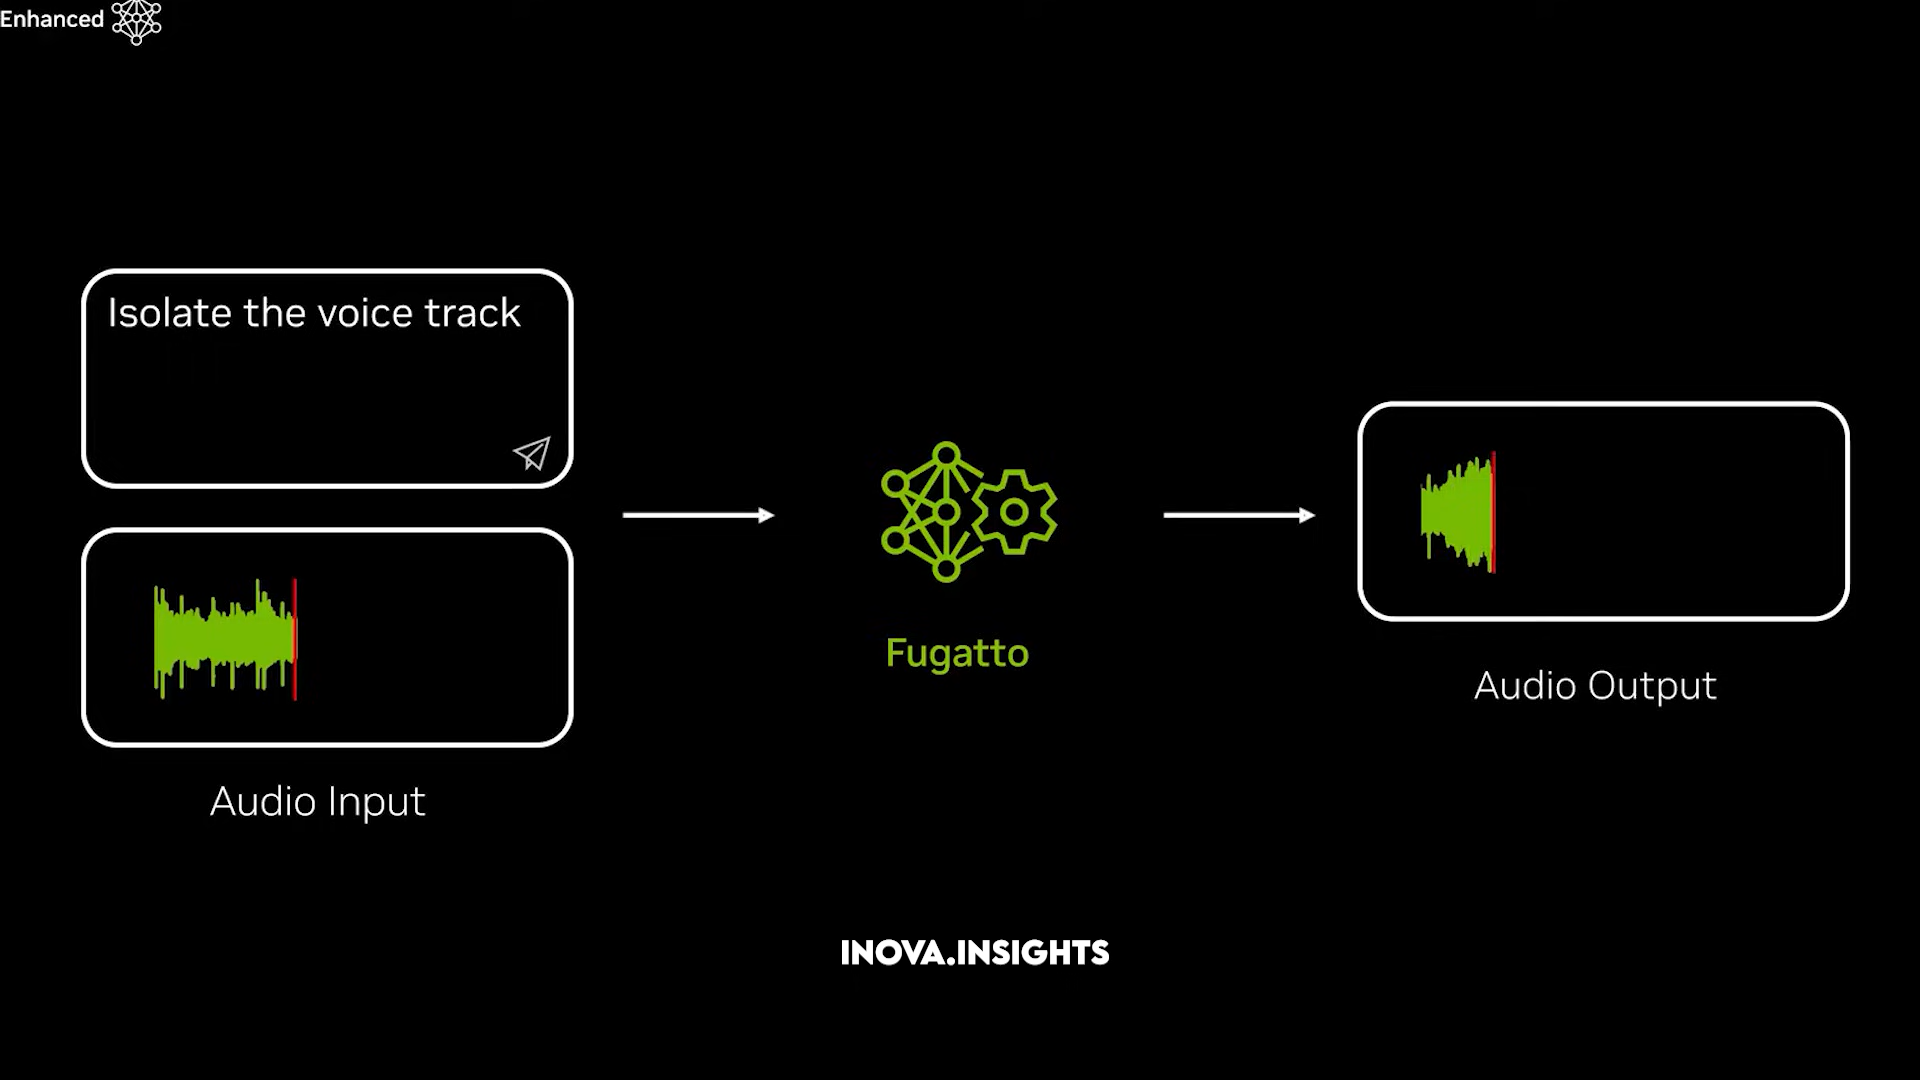 Enhanced
Isolate the voice track
Audio Input
Fugatto
Audio Output
INOVA.INSIGHTS